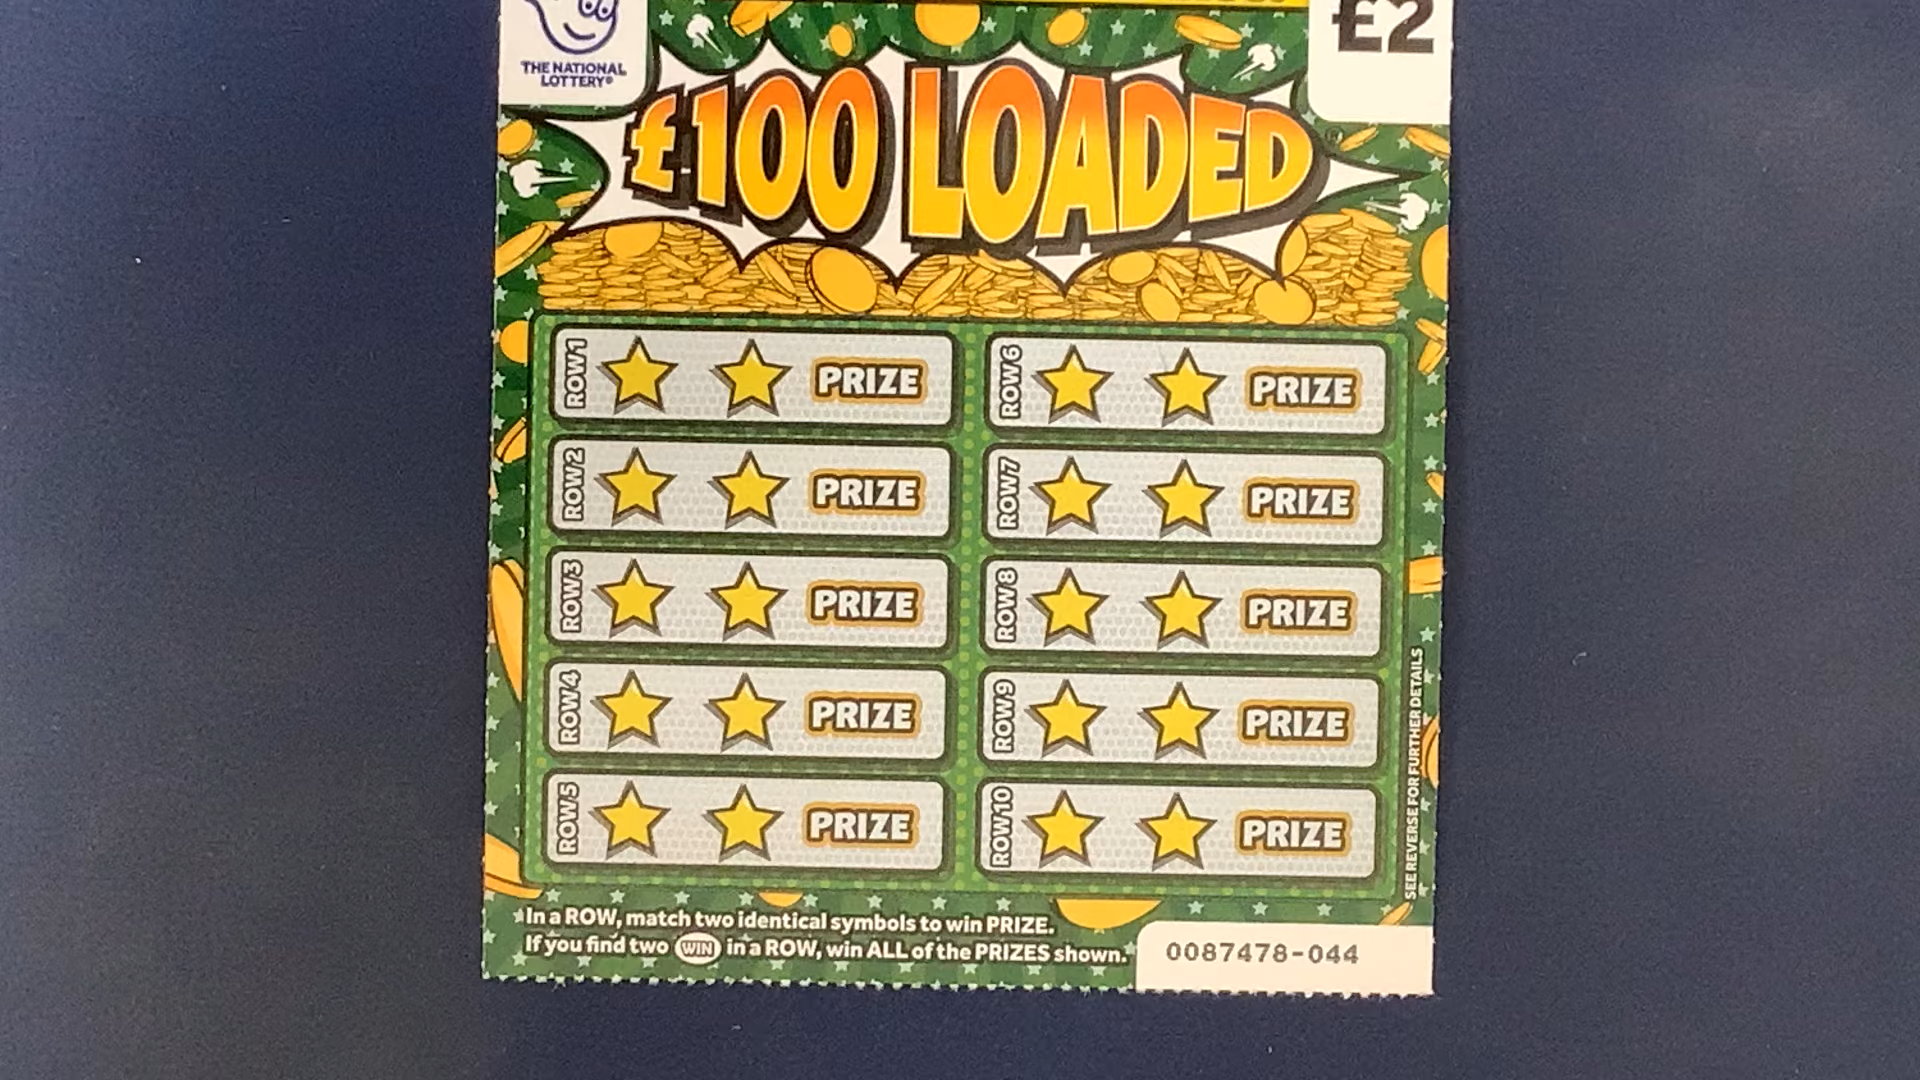 THE NATIONAL
LOTTERY®
£2
£100 LOADED
ROW1 PRIZE
ROW6 PRIZE
ROW2 PRIZE
ROW7 PRIZE
ROW3 PRIZE
ROW8 PRIZE
ROW4 PRIZE
ROW9 PRIZE
ROW5 PRIZE
ROW10 PRIZE
SEE REVERSE FOR FURTHER DETAILS
In a ROW, match two identical symbols to win PRIZE.
If you find two WIN in a ROW, win ALL of the PRIZES shown.
0087478-044